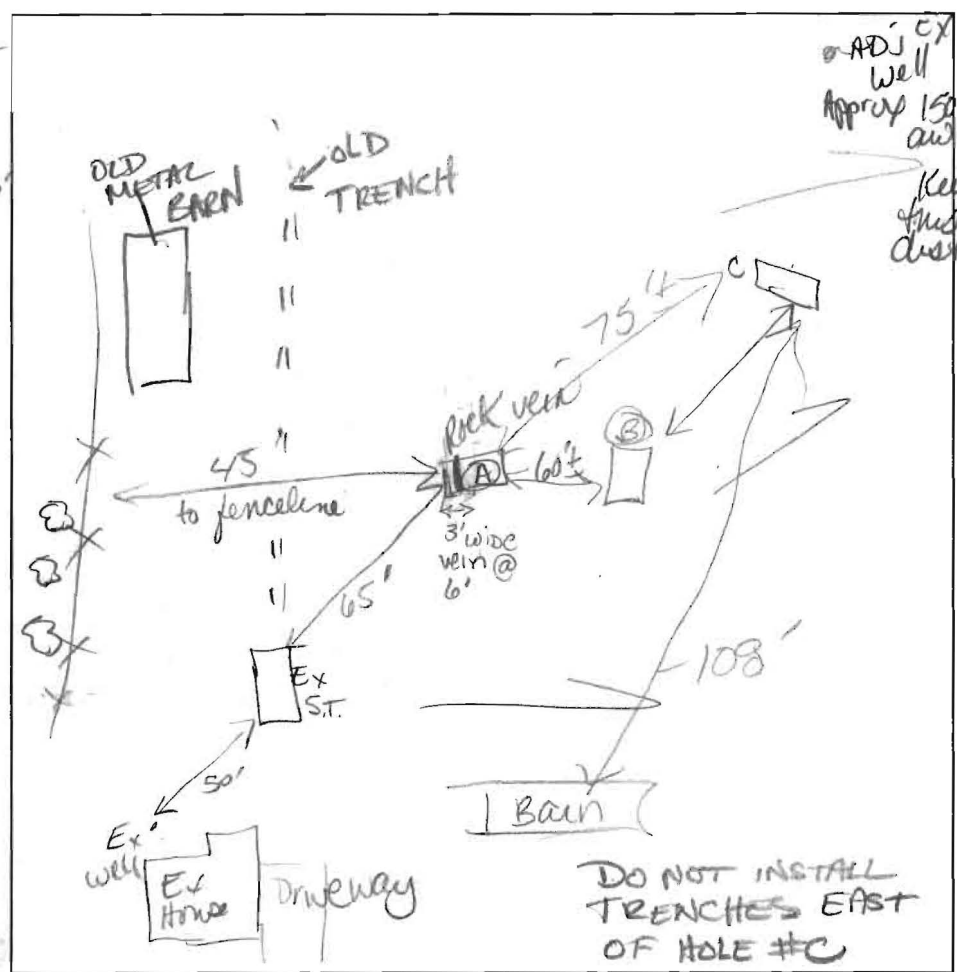 ADJ EX
Well
Approx 150
Kee
this
OLD
METAL
BARN
OLD
TRENCH
C
75'±
Rock vein
B
45'
to fenceline
A
60'±
3' wide
vein @
6'
65'
Ex
S.T.
108'
50'
Ex'
well
Barn
Ex
House
Driveway
DO NOT INSTALL
TRENCHES EAST
OF HOLE #C